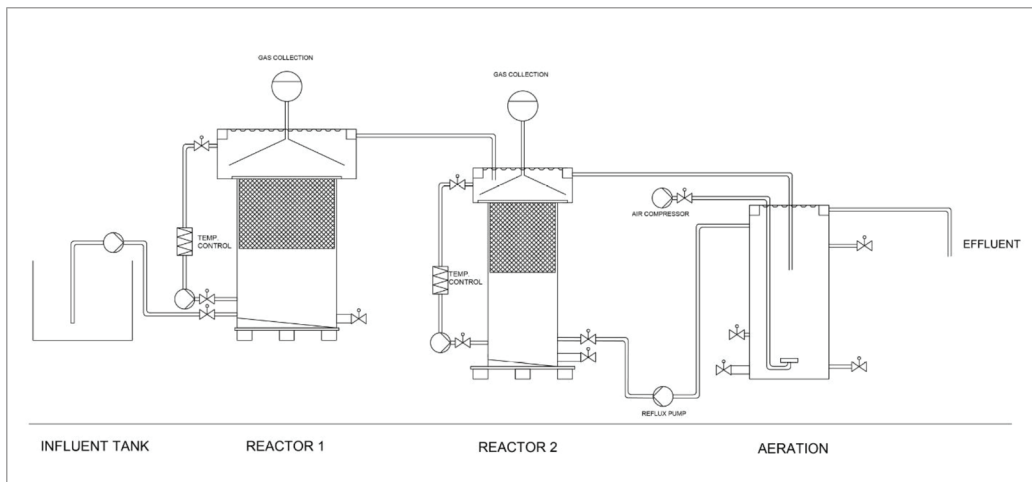 GAS COLLECTION
GAS COLLECTION
TEMP.
CONTROL
AIR COMPRESSOR
EFFLUENT
TEMP.
CONTROL
REFLUX PUMP
INFLUENT TANK
REACTOR 1
REACTOR 2
AERATION